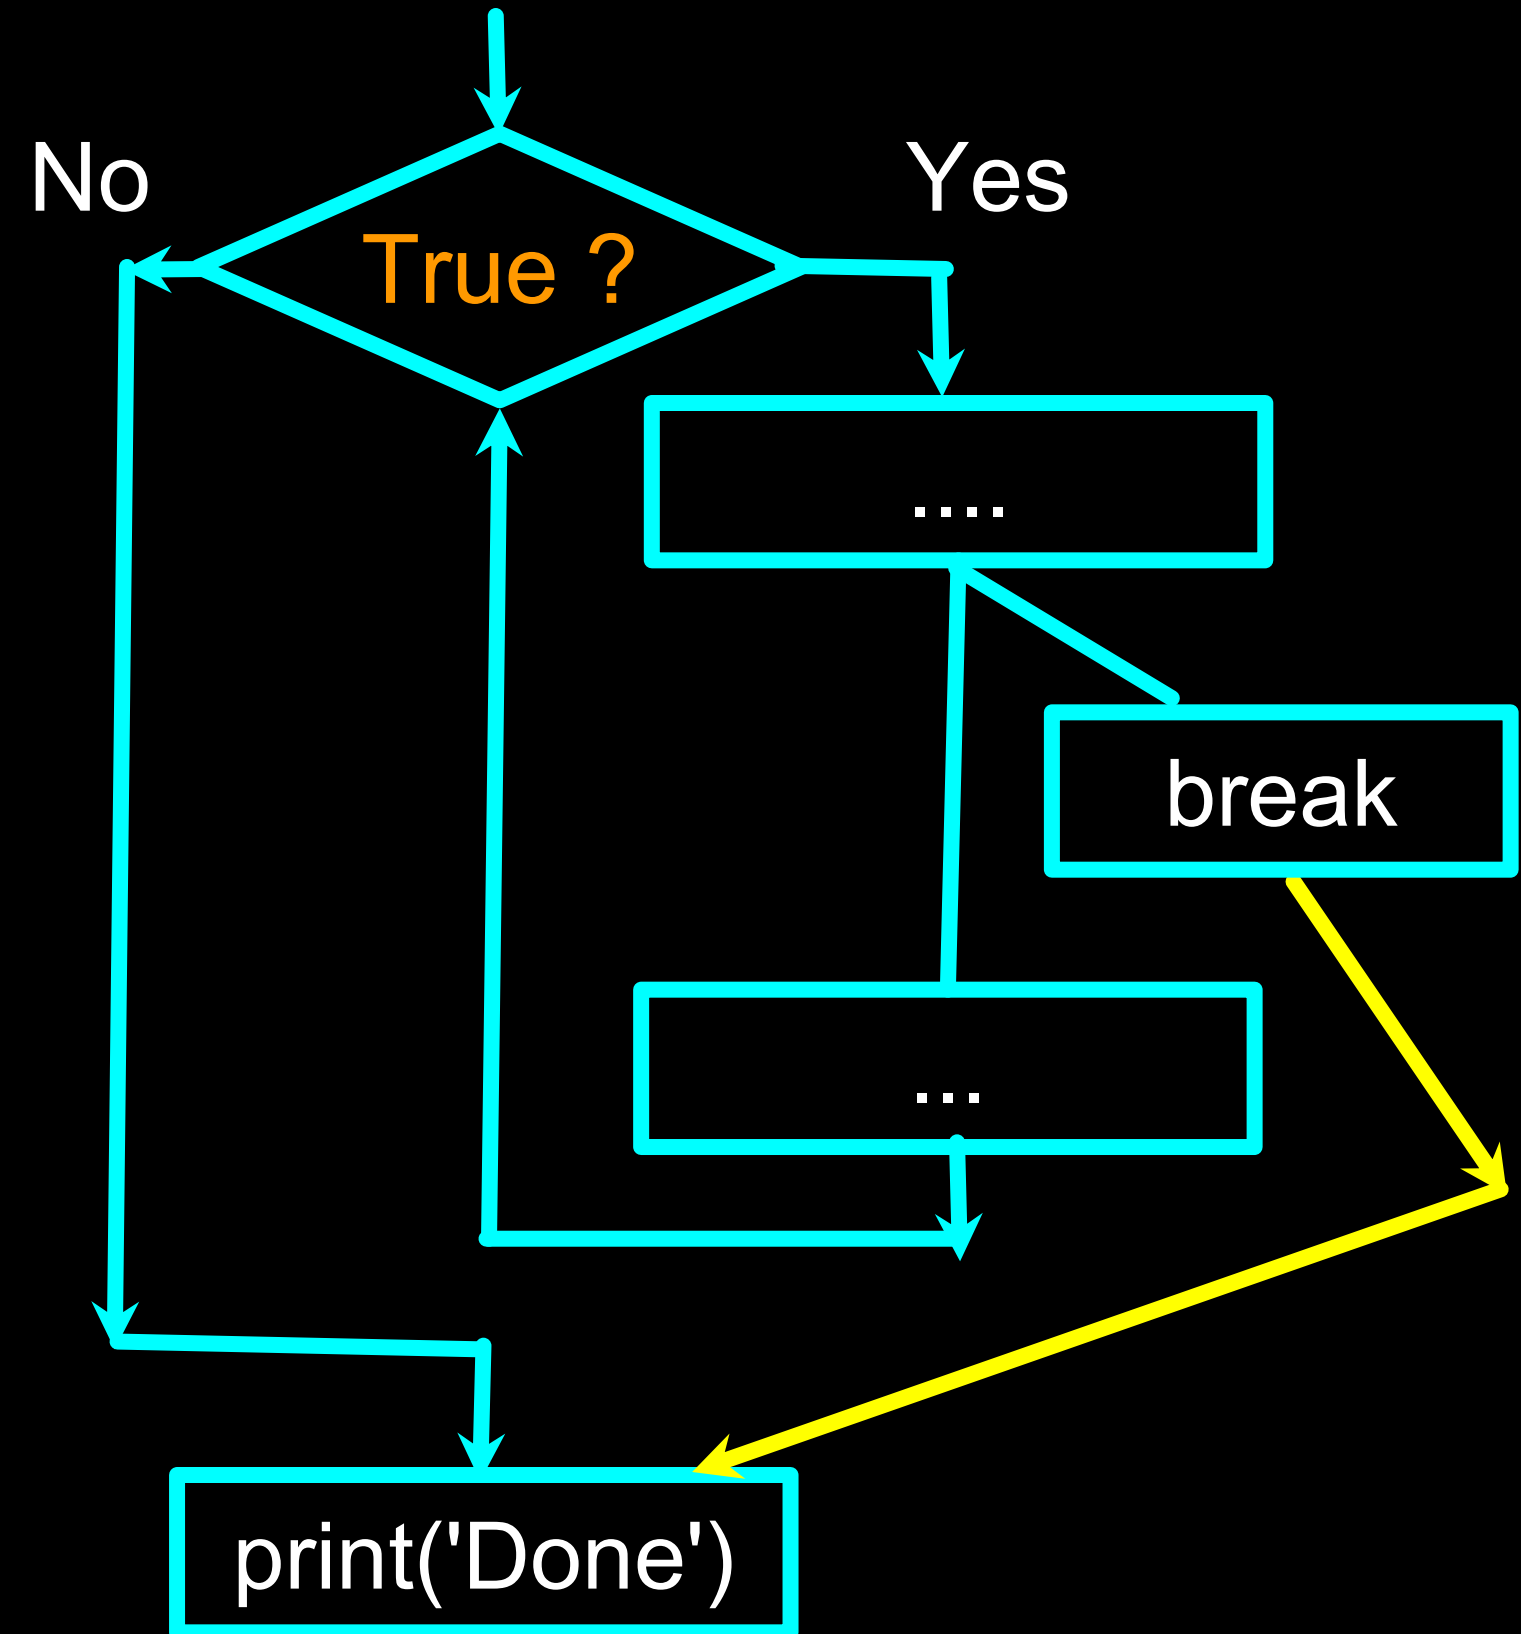 No
Yes
True ?
....
break
...
print('Done')